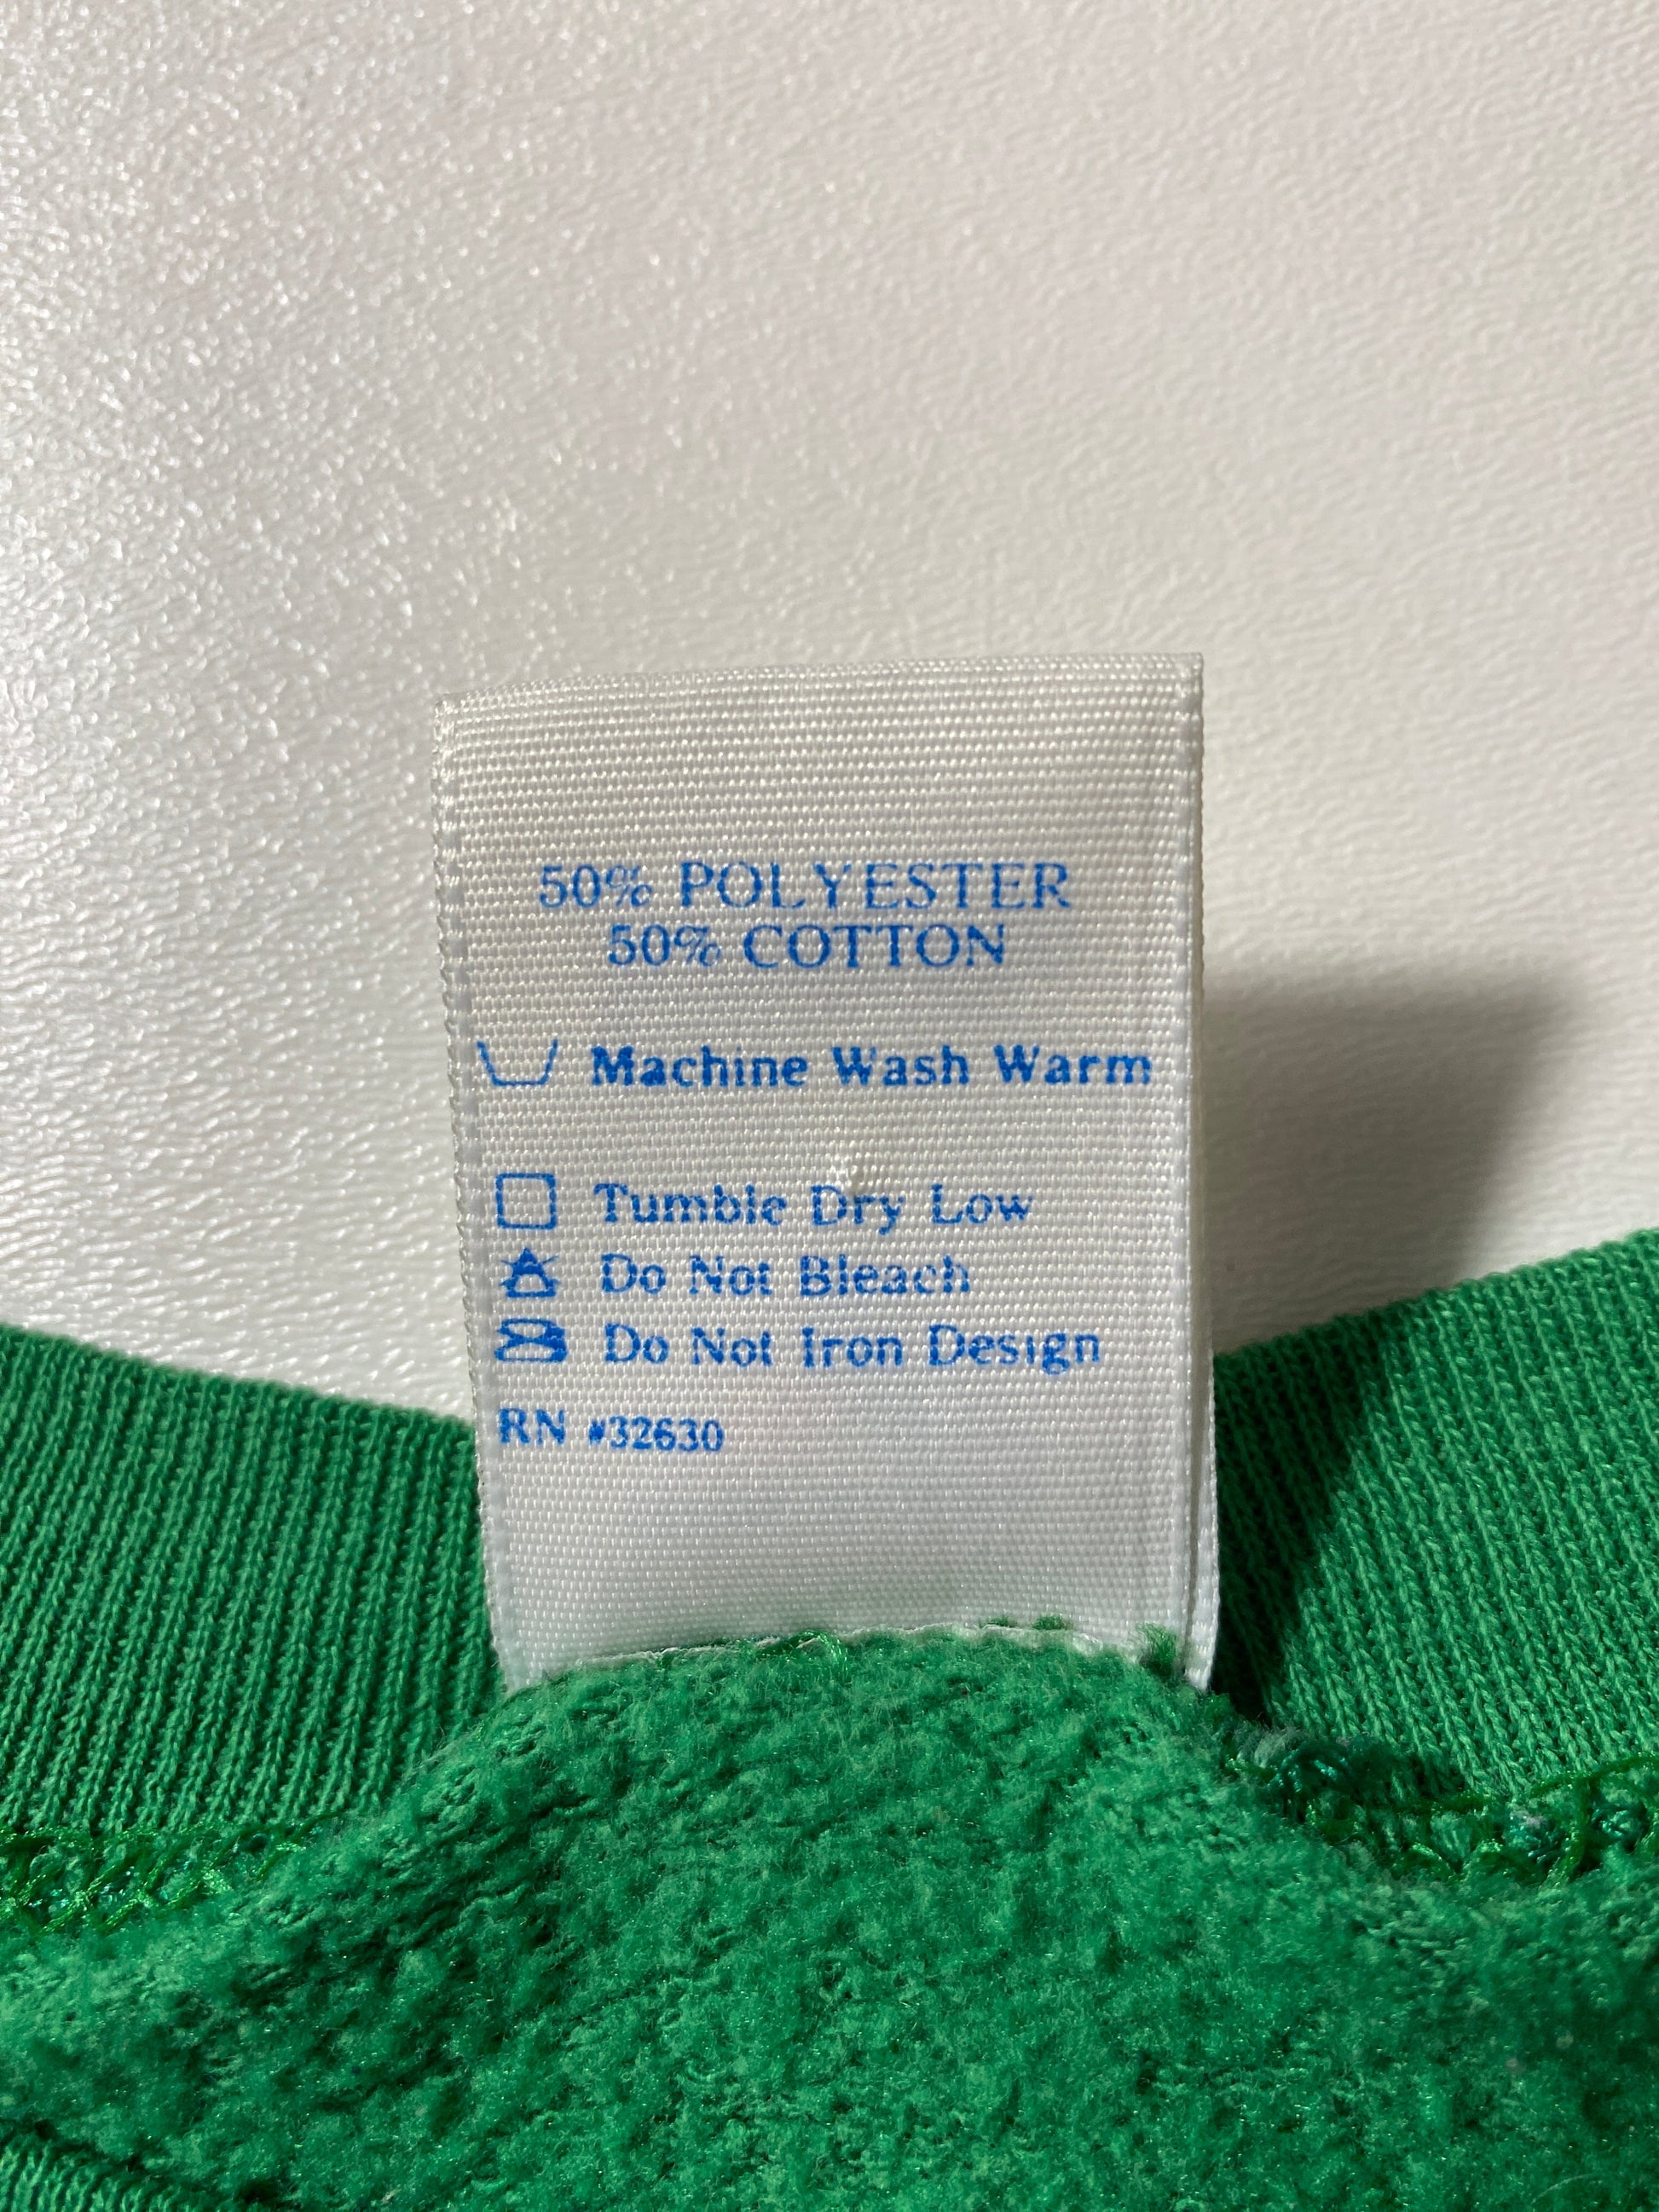 50% POLYESTER
50% COTTON
Machine Wash Warm
Tumble Dry Low
Do Not Bleach
Do Not Iron Design
RN #32630